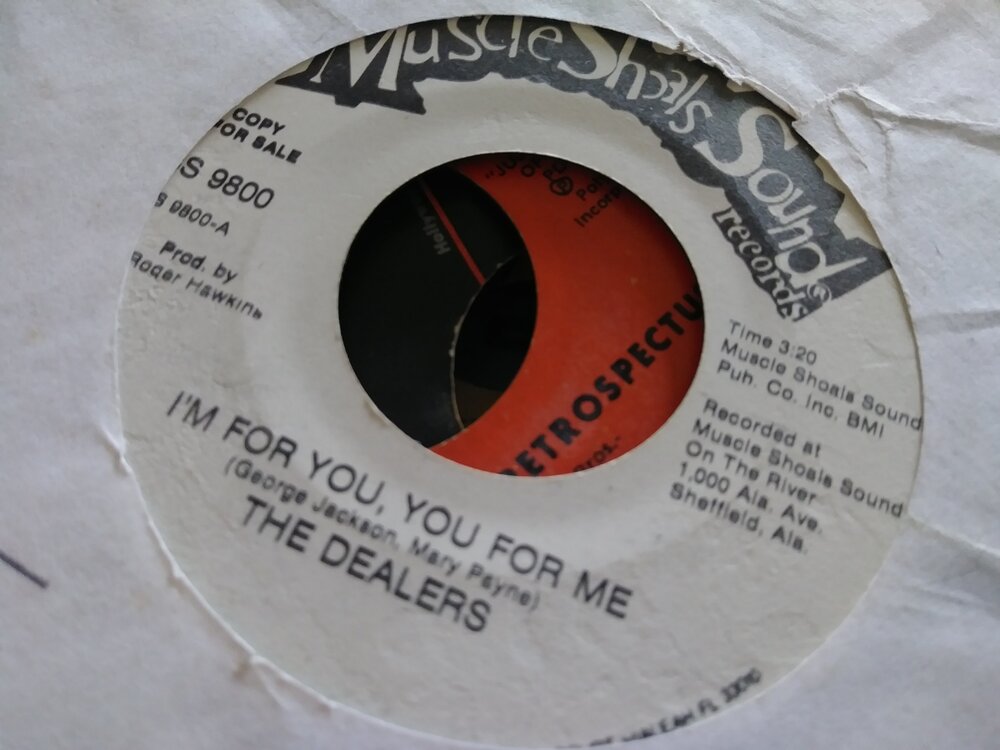 Muscle Shoals Sound
records
COPY
FOR SALE
S 9800
S 9800-A
Prod. by
Roger Hawkins
Time 3:20
Muscle Shoals Sound
Pub. Co. Inc. BMI
Recorded at
Muscle Shoals Sound
On The River
1,000 Ala. Ave.
Sheffield, Ala.
I'M FOR YOU, YOU FOR ME
(George Jackson, Mary Payne)
THE DEALERS
RETROSPECTU
FL